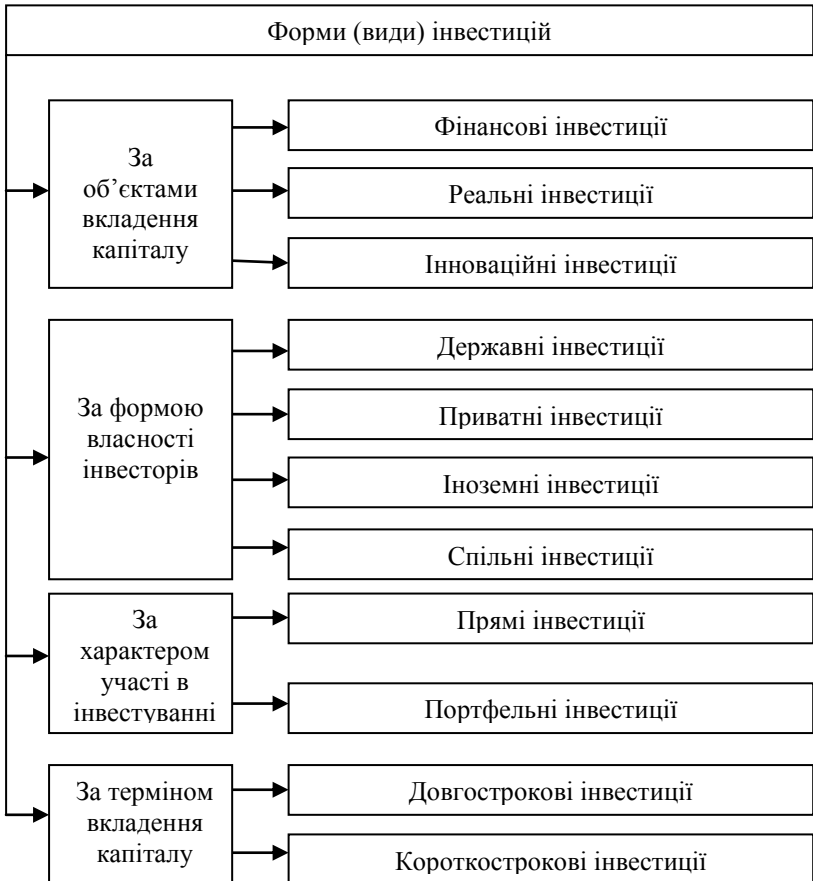 Форми (види) інвестицій
За
об’єктами
вкладення
капіталу
Фінансові інвестиції
Реальні інвестиції
Інноваційні інвестиції
За формою
власності
інвесторів
Державні інвестиції
Приватні інвестиції
Іноземні інвестиції
Спільні інвестиції
За
характером
участі в
інвестуванні
Прямі інвестиції
Портфельні інвестиції
За терміном
вкладення
капіталу
Довгострокові інвестиції
Короткострокові інвестиції